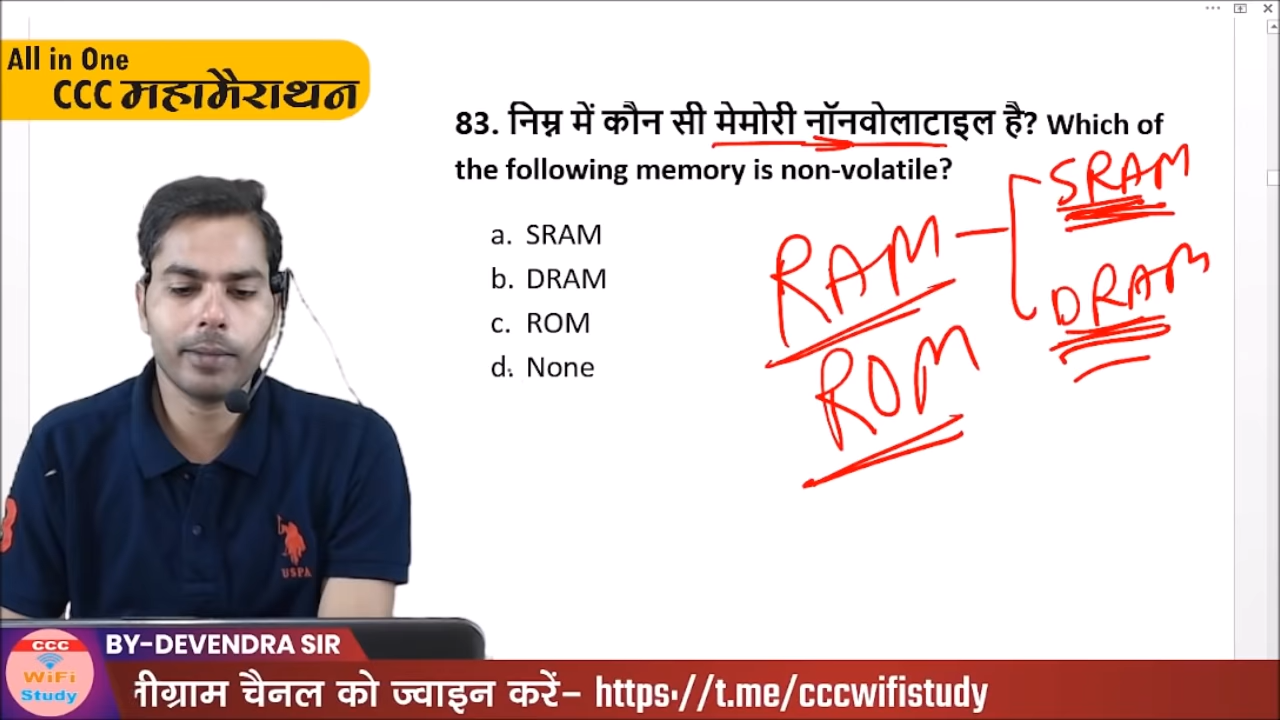 All in One
CCC महामैराथन
83. निम्न में कौन सी मेमोरी नॉनवोलाटाइल है? Which of
the following memory is non-volatile?
a. SRAM
b. DRAM
c. ROM
d. None
RAM
SRAM
DRAM
ROM
USPA
CCC
WiFi
Study
BY-DEVENDRA SIR
चैनल को ज्वाइन करें– https://t.me/cccwifistudy